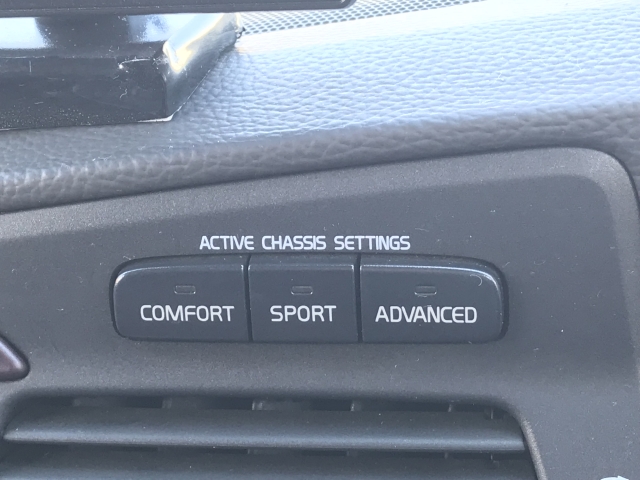 ACTIVE CHASSIS SETTINGS
COMFORT SPORT ADVANCED